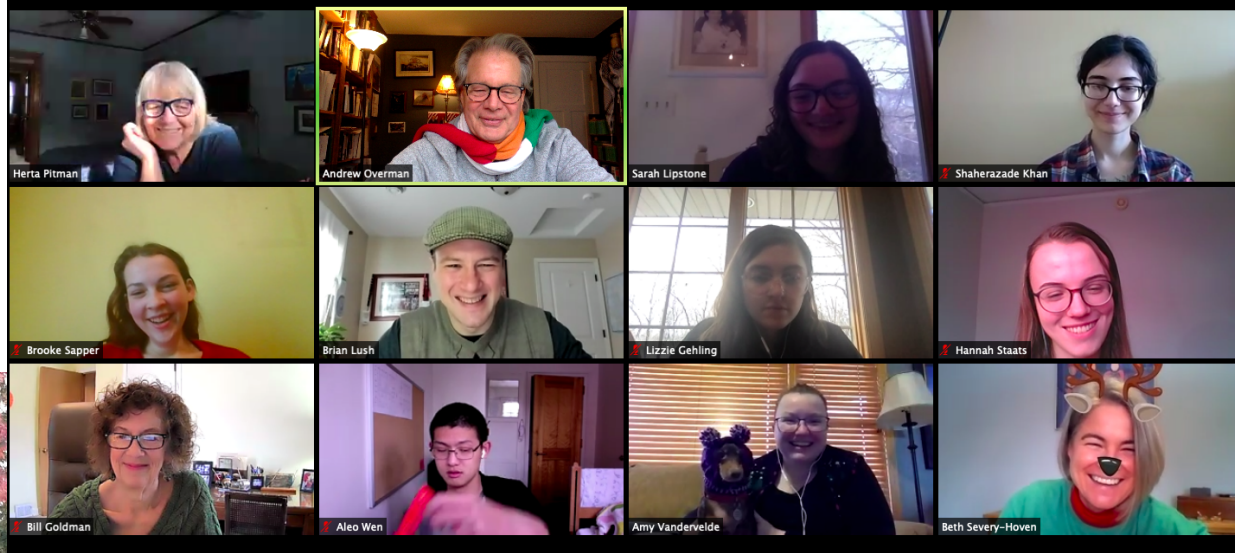 Herta Pitman
Andrew Overman
Sarah Lipstone
Shaherazade Khan
Brooke Sapper
Brian Lush
Lizzie Gehling
Hannah Staats
Bill Goldman
Aleo Wen
Amy Vandervelde
Beth Severy-Hoven